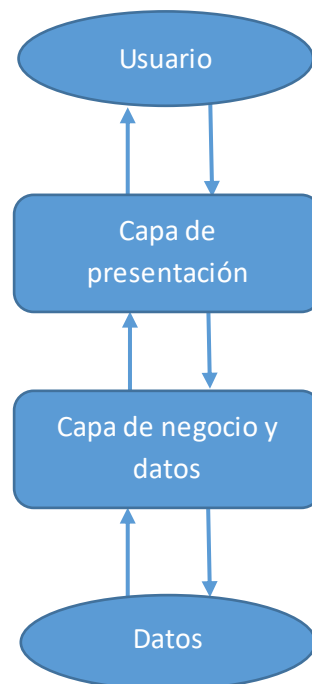 Usuario
Capa de
presentación
Capa de negocio y
datos
Datos